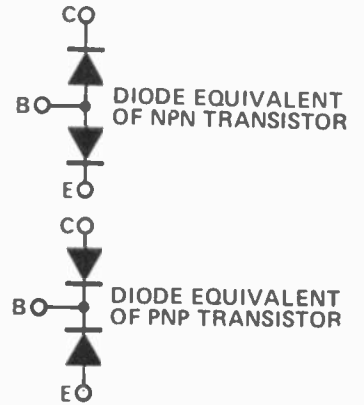 C
B
DIODE EQUIVALENT
OF NPN TRANSISTOR
E
C
B
DIODE EQUIVALENT
OF PNP TRANSISTOR
E